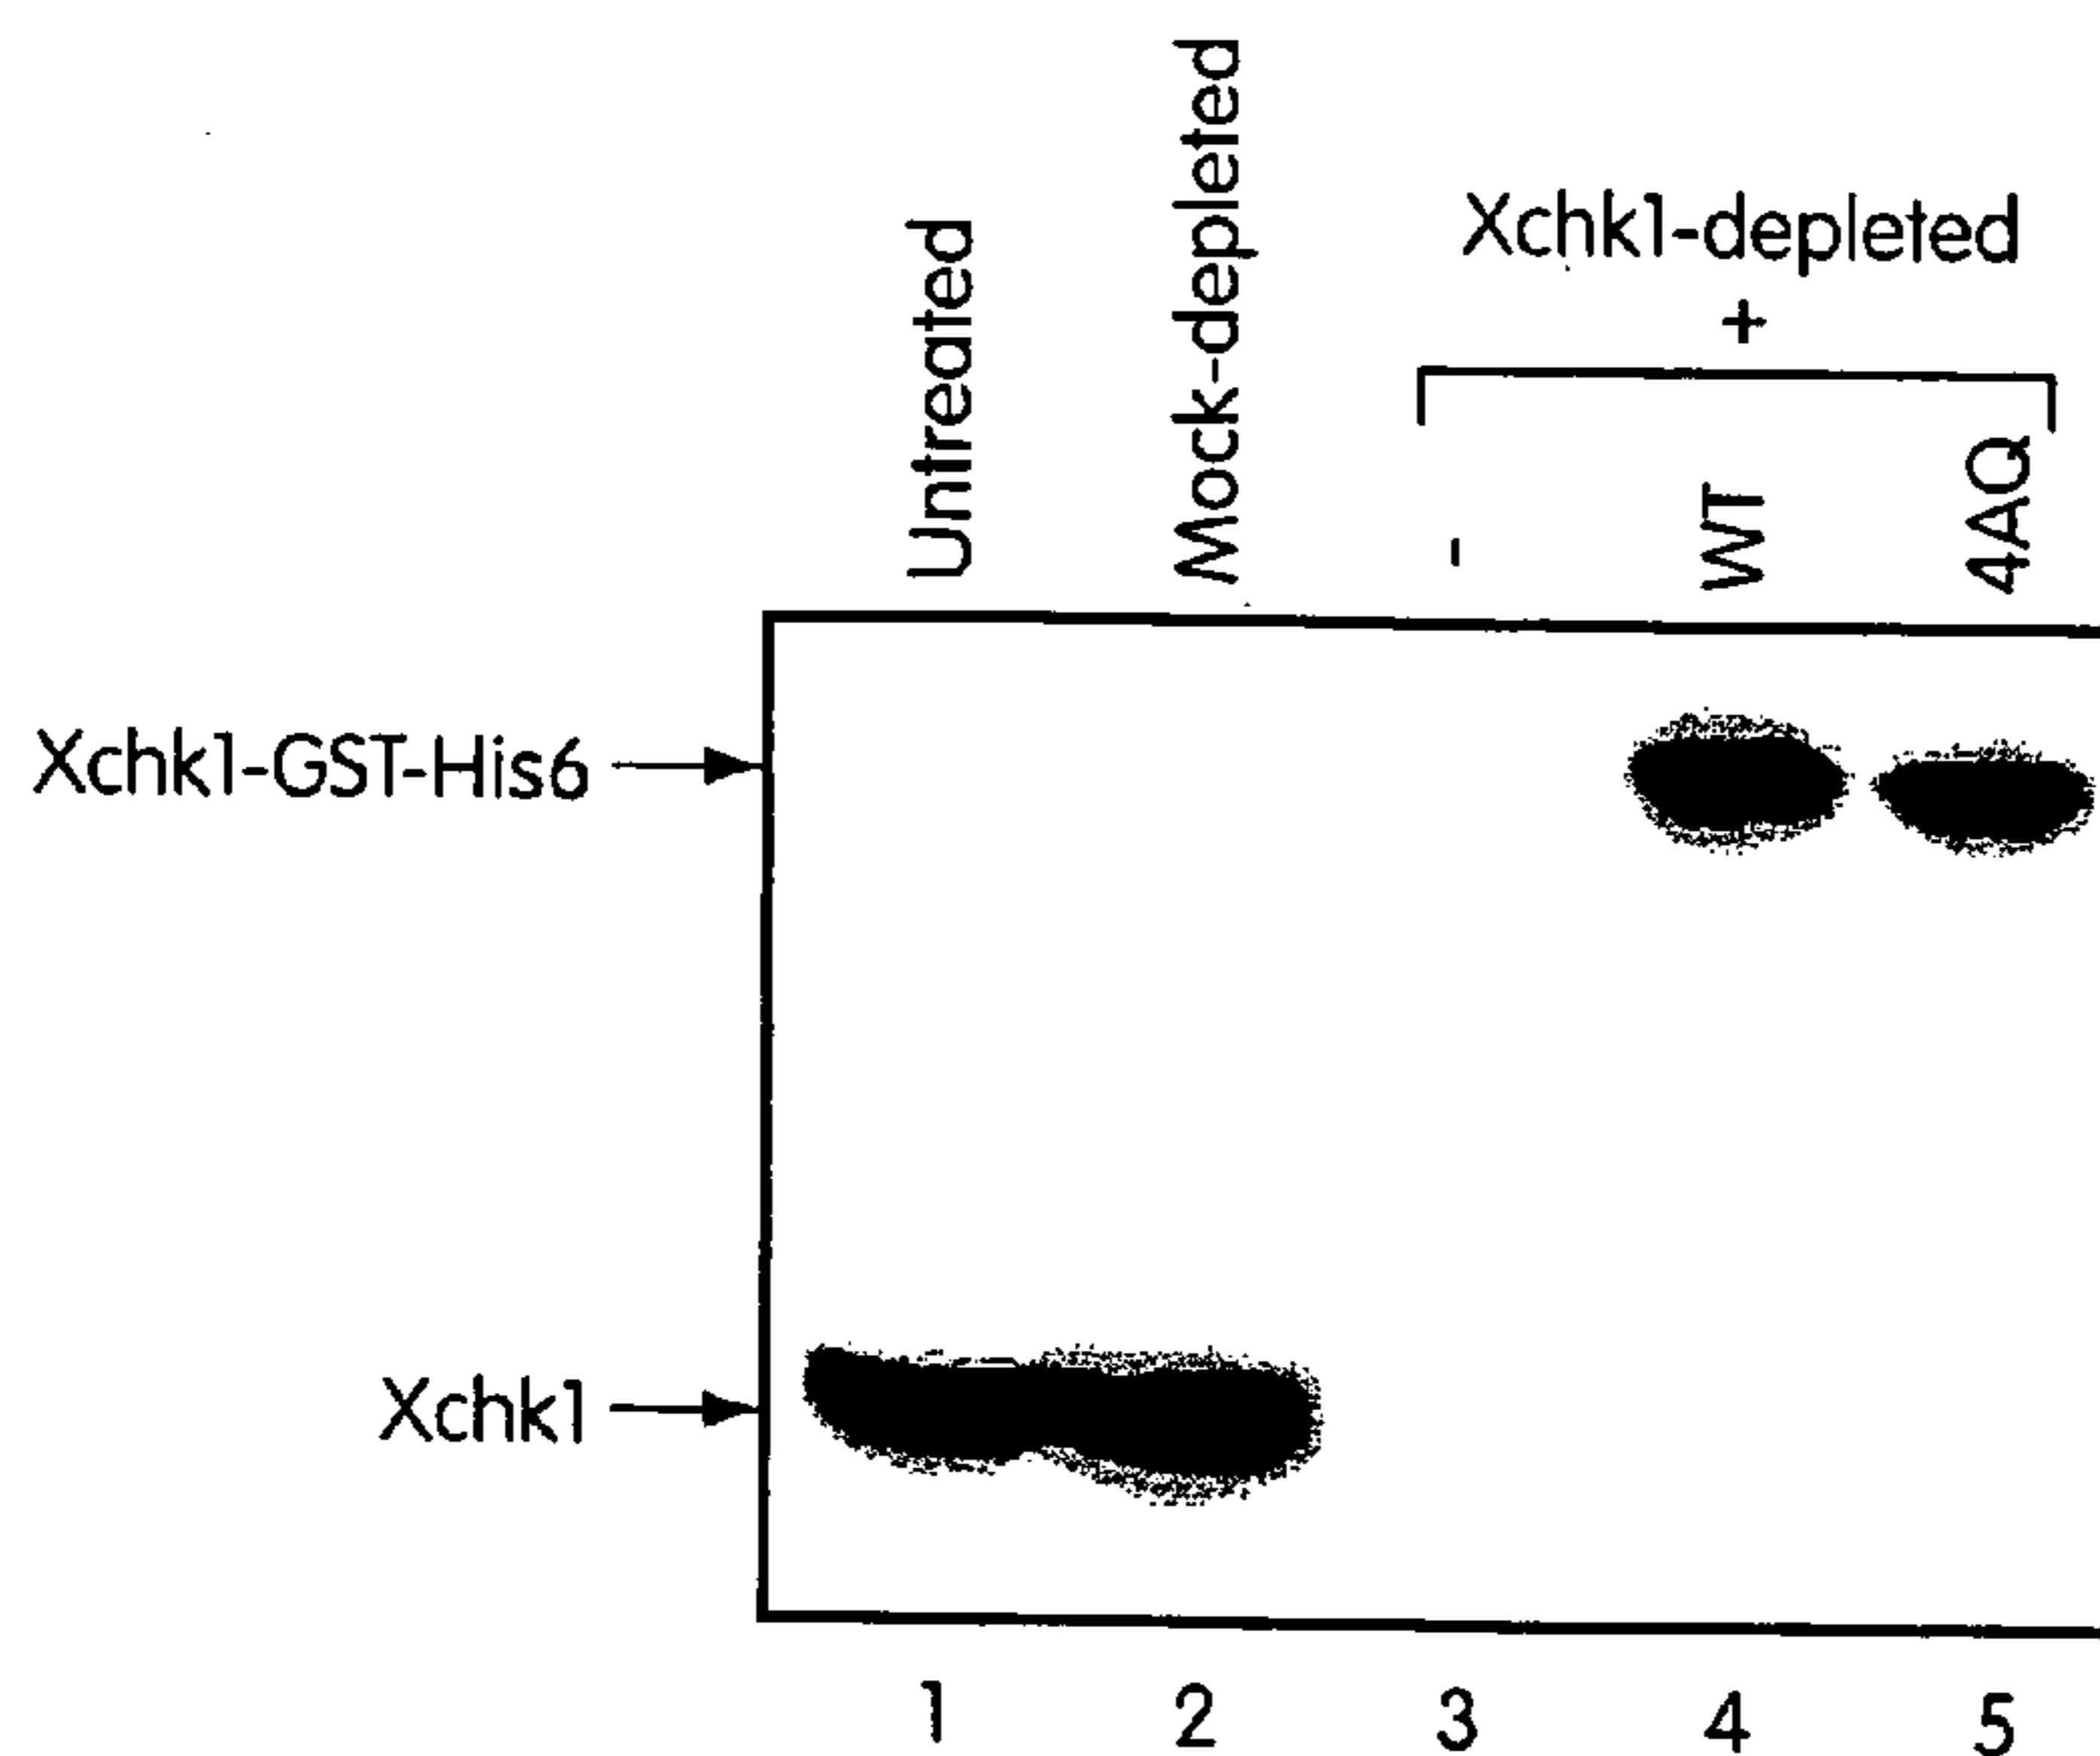 Untreated
Mock-depleted
Xchk1-depleted
+
-
WT
4AQ
Xchk1-GST-His6
Xchk1
1 2 3 4 5